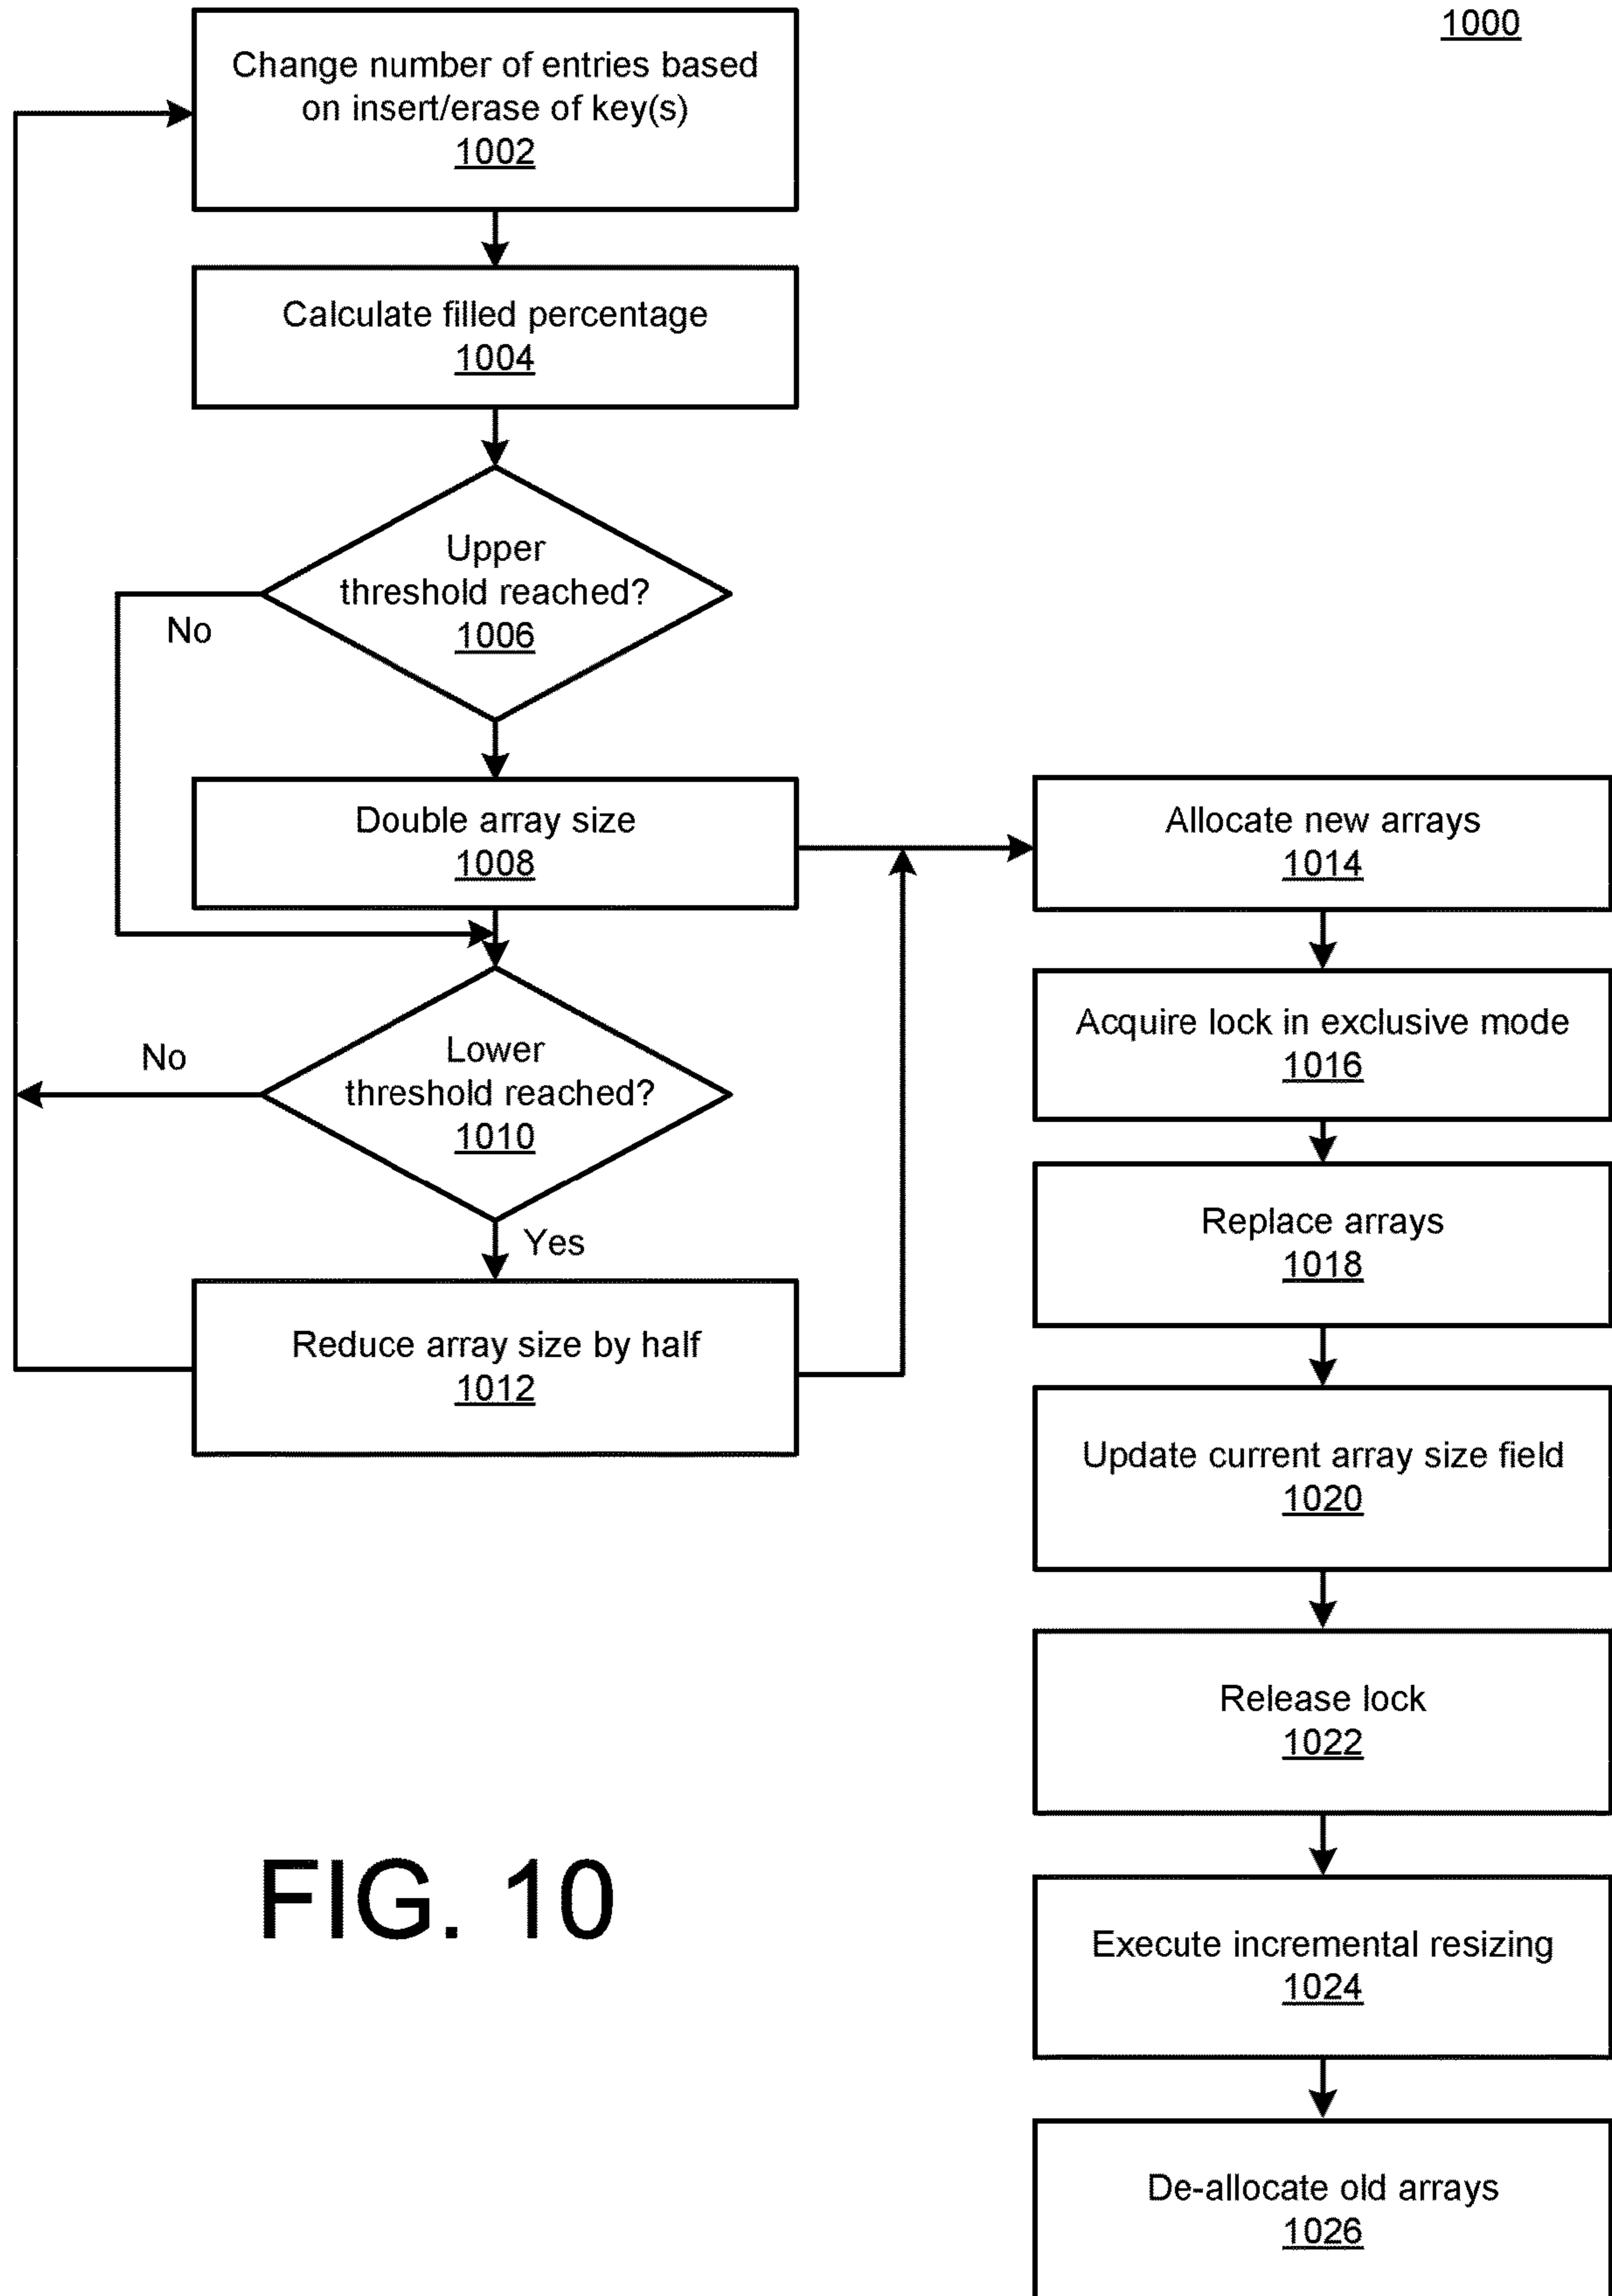 1000
Change number of entries based
on insert/erase of key(s)
1002
Calculate filled percentage
1004
Upper
threshold reached?
1006
No
Double array size
1008
Lower
threshold reached?
1010
No
Yes
Reduce array size by half
1012
Allocate new arrays
1014
Acquire lock in exclusive mode
1016
Replace arrays
1018
Update current array size field
1020
Release lock
1022
Execute incremental resizing
1024
De-allocate old arrays
1026
FIG. 10